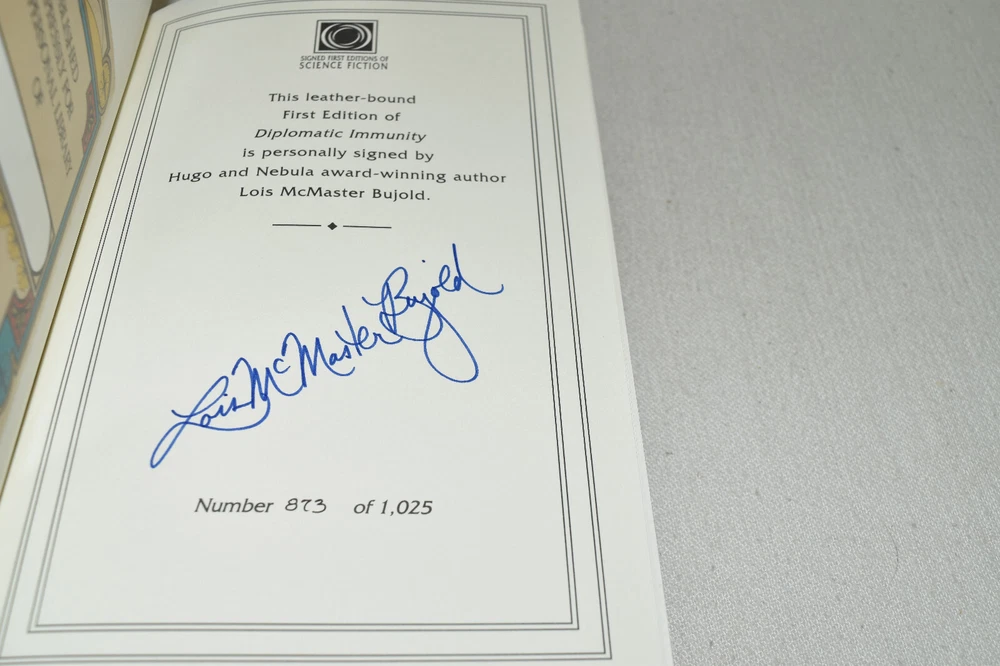 SIGNED FIRST EDITIONS OF
SCIENCE FICTION
This leather-bound
First Edition of
Diplomatic Immunity
is personally signed by
Hugo and Nebula award-winning author
Lois McMaster Bujold.
Lois McMaster Bujold
Number 873 of 1,025